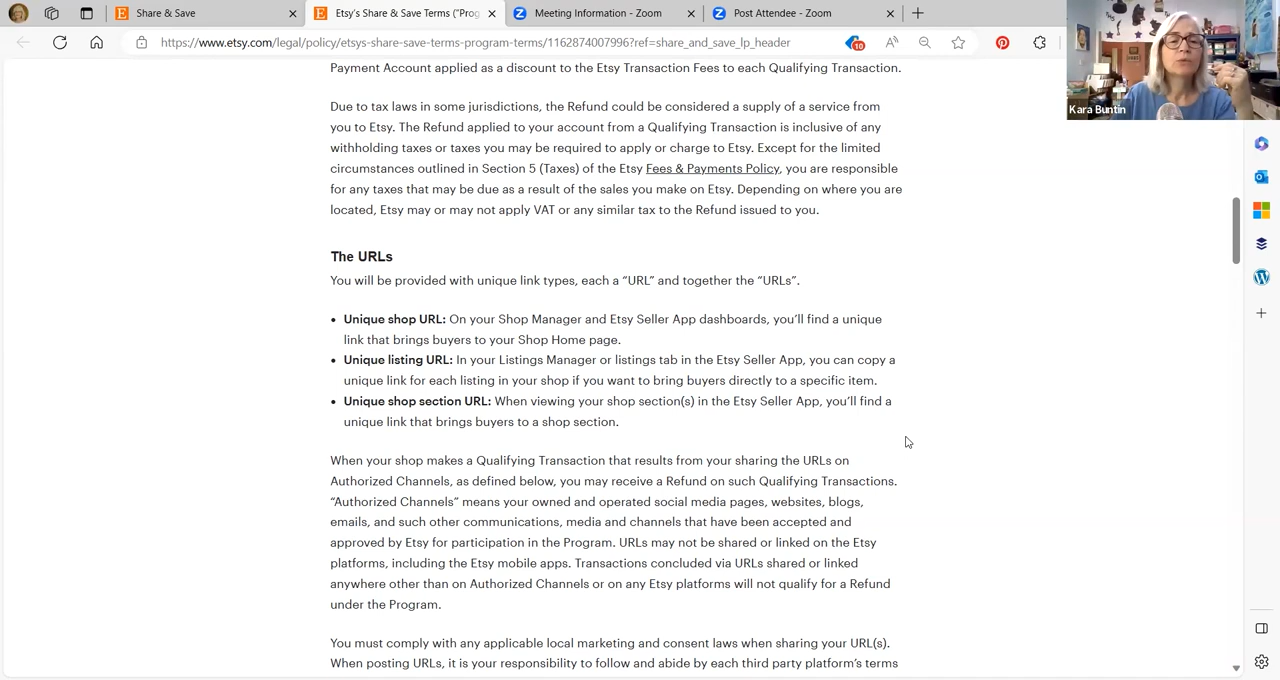 Share & Save
Etsy's Share & Save Terms ("Prog
Meeting Information - Zoom
Post Attendee - Zoom
https://www.etsy.com/legal/policy/etsys-share-save-terms-program-terms/1162874007996?ref=share_and_save_lp_header
10
Kara Buntin
Payment Account applied as a discount to the Etsy Transaction Fees to each Qualifying Transaction.
Due to tax laws in some jurisdictions, the Refund could be considered a supply of a service from
you to Etsy. The Refund applied to your account from a Qualifying Transaction is inclusive of any
withholding taxes or taxes you may be required to apply or charge to Etsy. Except for the limited
circumstances outlined in Section 5 (Taxes) of the Etsy Fees & Payments Policy, you are responsible
for any taxes that may be due as a result of the sales you make on Etsy. Depending on where you are
located, Etsy may or may not apply VAT or any similar tax to the Refund issued to you.
The URLs
You will be provided with unique link types, each a “URL” and together the “URLs”.
• Unique shop URL: On your Shop Manager and Etsy Seller App dashboards, you’ll find a unique
link that brings buyers to your Shop Home page.
• Unique listing URL: In your Listings Manager or listings tab in the Etsy Seller App, you can copy a
unique link for each listing in your shop if you want to bring buyers directly to a specific item.
• Unique shop section URL: When viewing your shop section(s) in the Etsy Seller App, you’ll find a
unique link that brings buyers to a shop section.
When your shop makes a Qualifying Transaction that results from your sharing the URLs on
Authorized Channels, as defined below, you may receive a Refund on such Qualifying Transactions.
“Authorized Channels” means your owned and operated social media pages, websites, blogs,
emails, and such other communications, media and channels that have been accepted and
approved by Etsy for participation in the Program. URLs may not be shared or linked on the Etsy
platforms, including the Etsy mobile apps. Transactions concluded via URLs shared or linked
anywhere other than on Authorized Channels or on any Etsy platforms will not qualify for a Refund
under the Program.
You must comply with any applicable local marketing and consent laws when sharing your URL(s).
When posting URLs, it is your responsibility to follow and abide by each third party platform’s terms